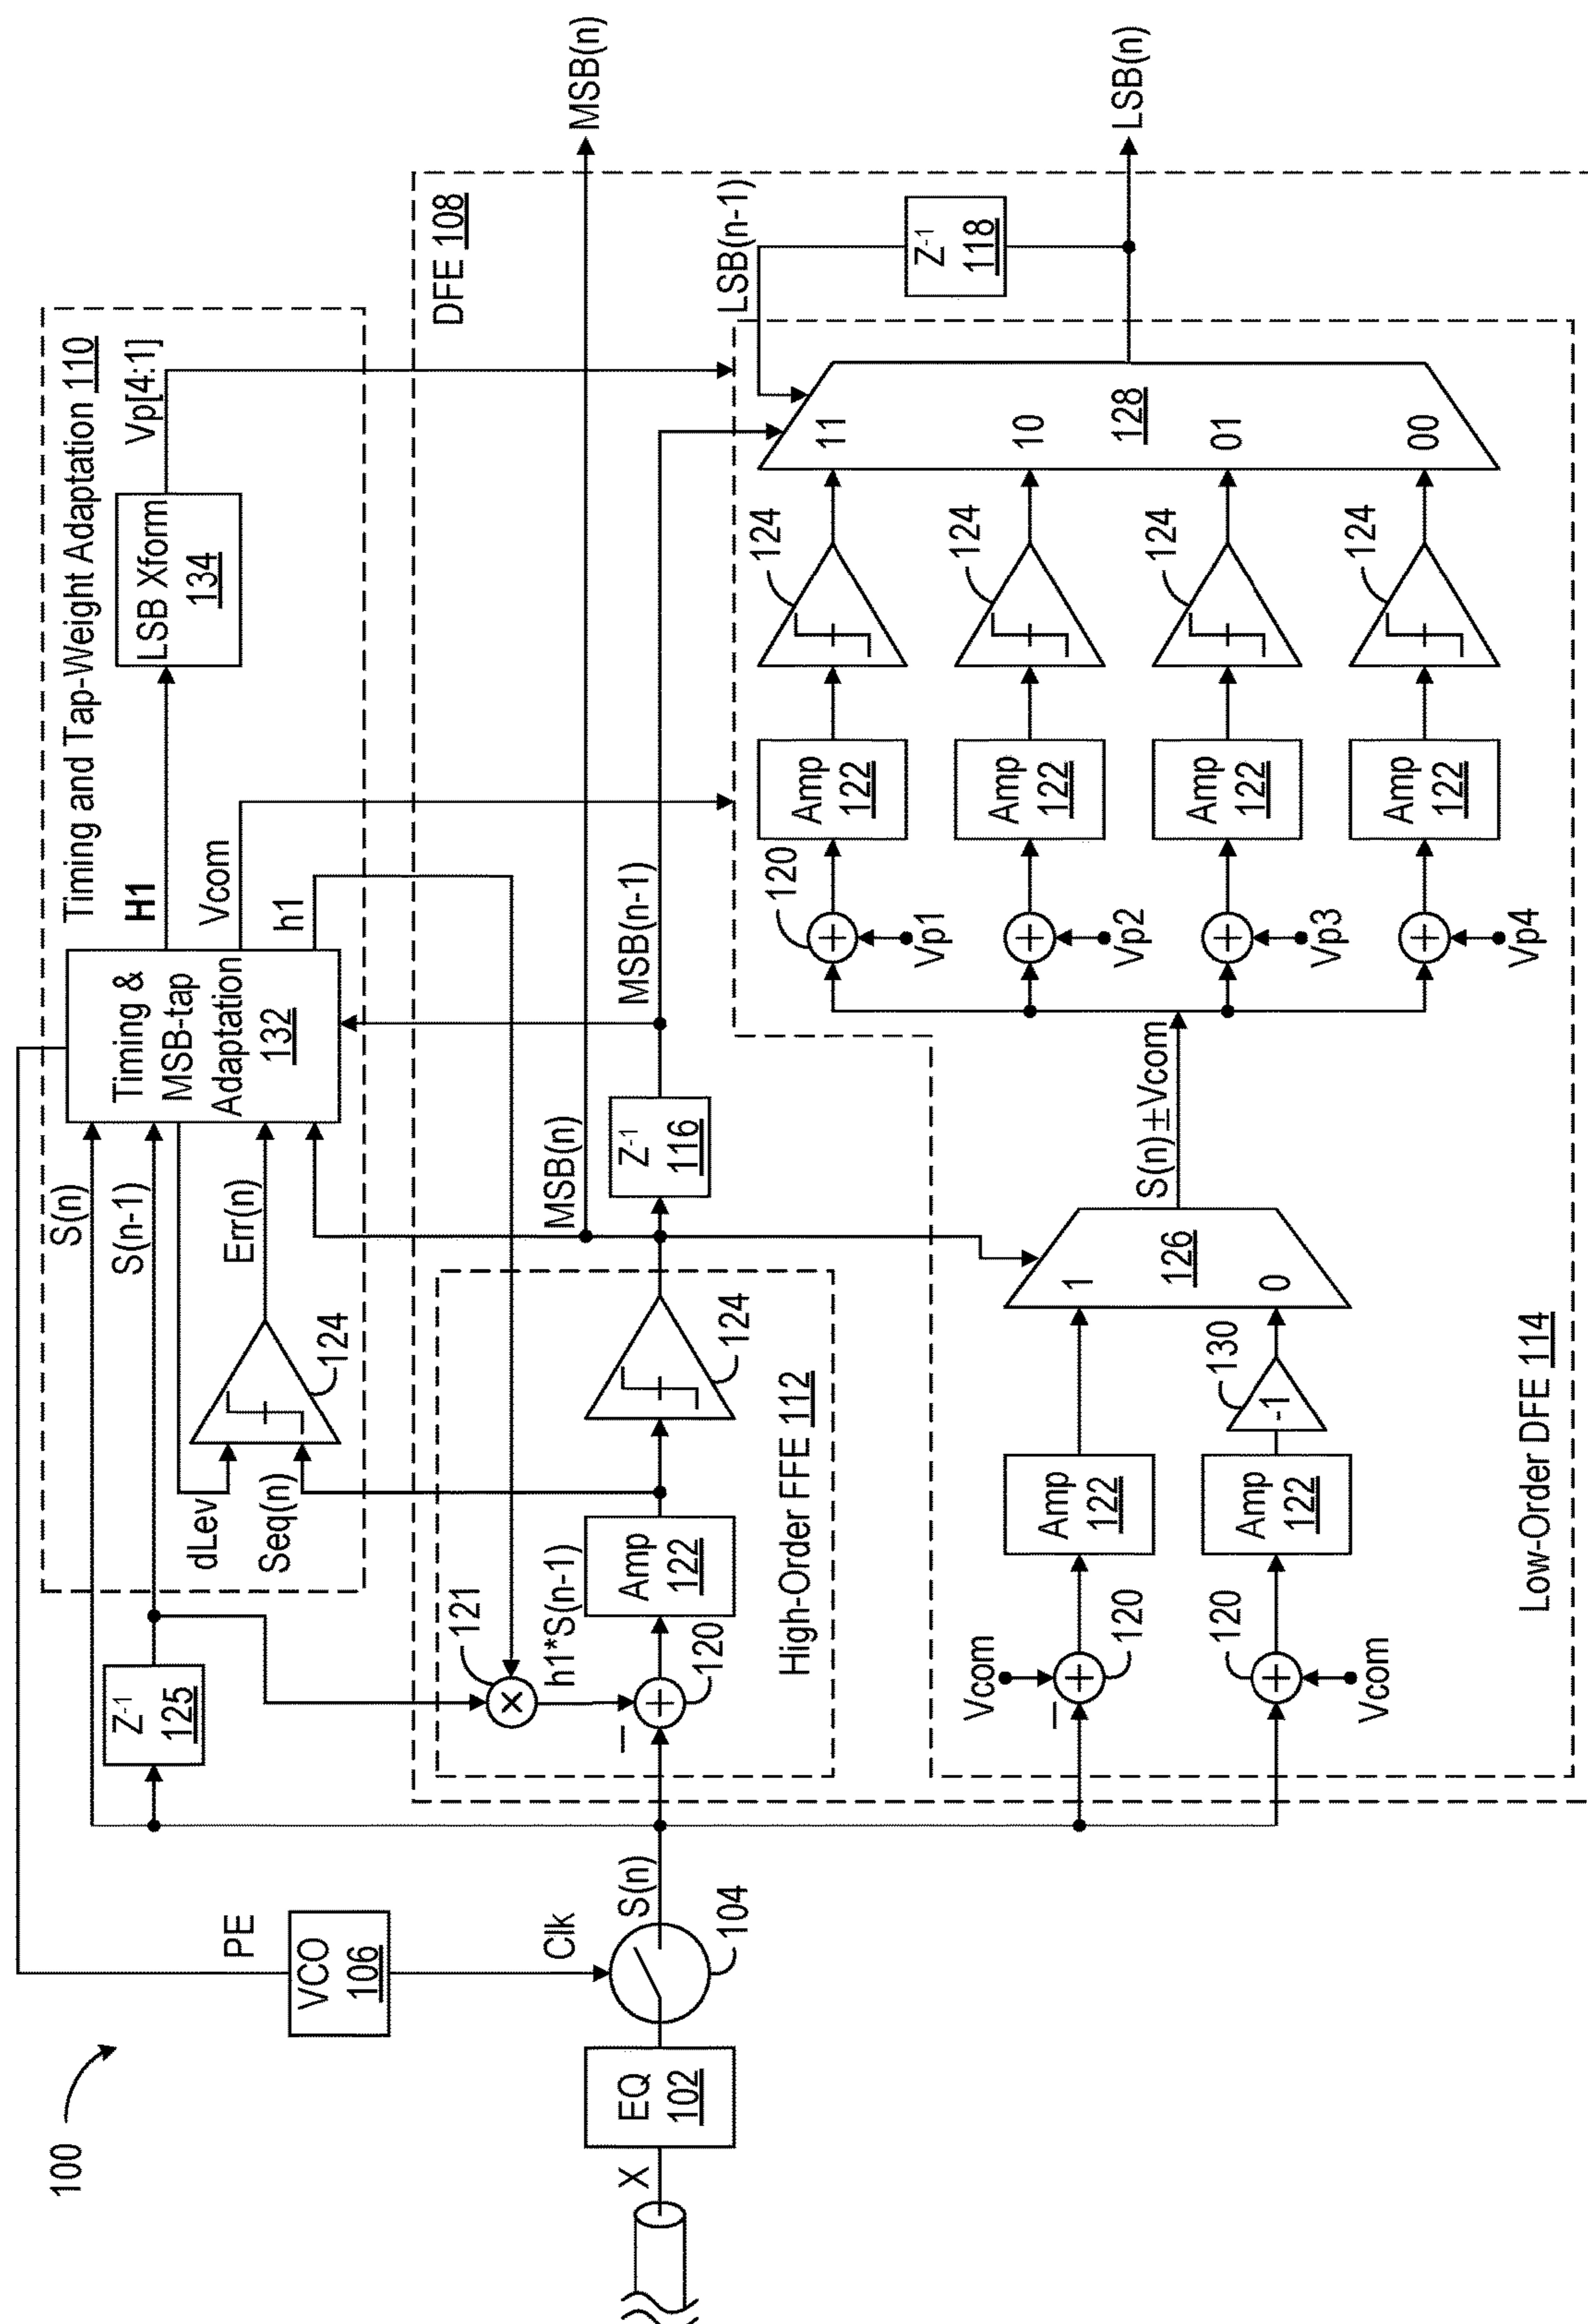 100
X
EQ
102
104
S(n)
Clk
VCO
106
PE
Z-1
125
S(n)
S(n-1)
Err(n)
dLev
Seq(n)
124
Timing &
MSB-tap
Adaptation
132
H1
Vcom
h1
LSB Xform
134
Vp[4:1]
Timing and Tap-Weight Adaptation 110
DFE 108
121
h1*S(n-1)
−
120
Amp
122
124
High-Order FFE 112
MSB(n)
Z-1
116
MSB(n-1)
MSB(n)
Vcom
−
120
Amp
122
120
Vcom
Amp
122
-1
130
1
0
126
S(n)±Vcom
Low-Order DFE 114
120
Vp1
Amp
122
124
Vp2
Amp
122
124
Vp3
Amp
122
124
Vp4
Amp
122
124
11
10
01
00
128
LSB(n-1)
Z-1
118
LSB(n)